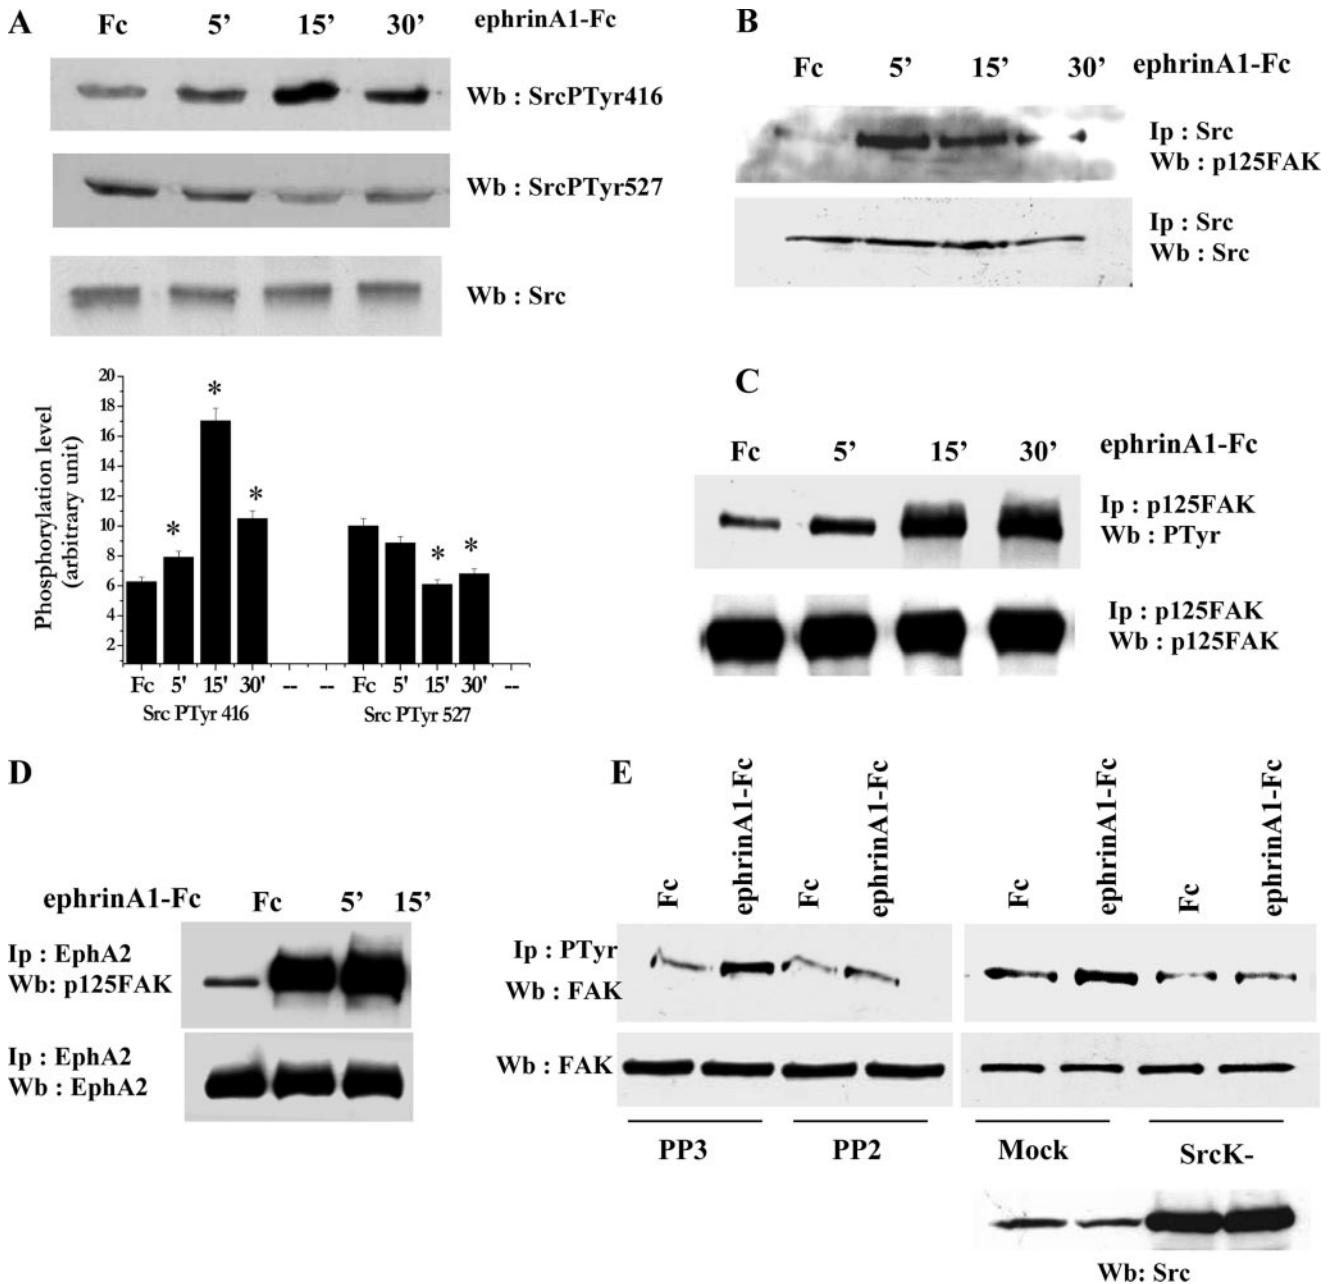 A
Fc 5’ 15’ 30’ ephrinA1-Fc
Wb : SrcPTyr416
Wb : SrcPTyr527
Wb : Src
Phosphorylation level
(arbitrary unit)
20
18
16
14
12
10
8
6
4
2
* * * * *
Fc 5' 15' 30' -- -- Fc 5' 15' 30' --
Src PTyr 416 Src PTyr 527
B
Fc 5’ 15’ 30’ ephrinA1-Fc
Ip : Src
Wb : p125FAK
Ip : Src
Wb : Src
C
Fc 5’ 15’ 30’ ephrinA1-Fc
Ip : p125FAK
Wb : PTyr
Ip : p125FAK
Wb : p125FAK
D
ephrinA1-Fc Fc 5’ 15’
Ip : EphA2
Wb: p125FAK
Ip : EphA2
Wb : EphA2
E
Fc ephrinA1-Fc Fc ephrinA1-Fc Fc ephrinA1-Fc Fc ephrinA1-Fc
Ip : PTyr
Wb : FAK
Wb : FAK
PP3 PP2 Mock SrcK-
Wb: Src